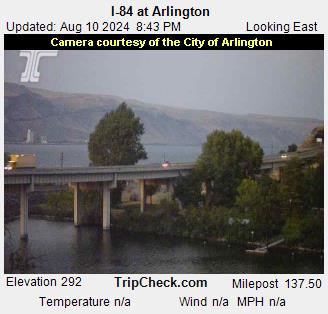 I-84 at Arlington
Updated: Aug 10 2024 8:43 PM Looking East
Camera courtesy of the City of Arlington
Elevation 292 TripCheck.com Milepost 137.50
Temperature n/a Wind n/a MPH n/a